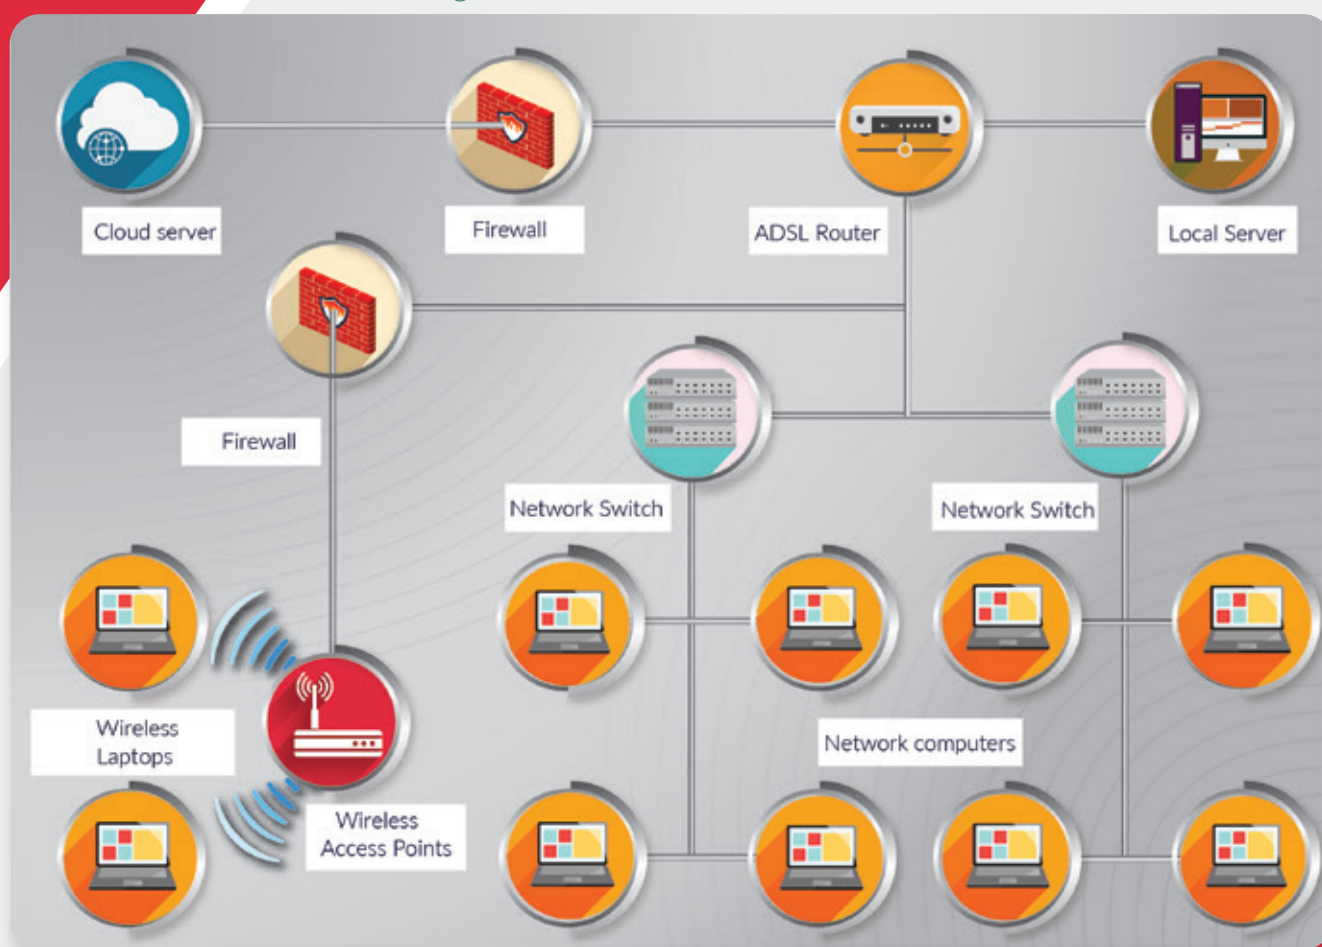 Cloud server
Firewall
ADSL Router
Local Server
Firewall
Network Switch
Network Switch
Wireless
Laptops
Network computers
Wireless
Access Points